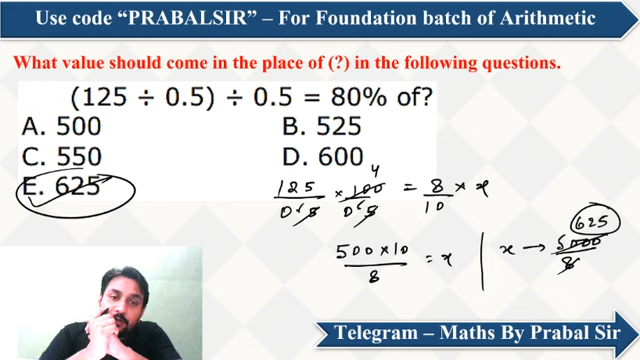 Use code “PRABALSIR” – For Foundation batch of Arithmetic
What value should come in the place of (?) in the following questions.
(125 ÷ 0.5) ÷ 0.5 = 80% of?
A. 500 B. 525
C. 550 D. 600
E. 625
4
125/0.5 × 100/0.5 = 8/10 × x
500×10/8 = x
625
x → 5000/8
Telegram – Maths By Prabal Sir